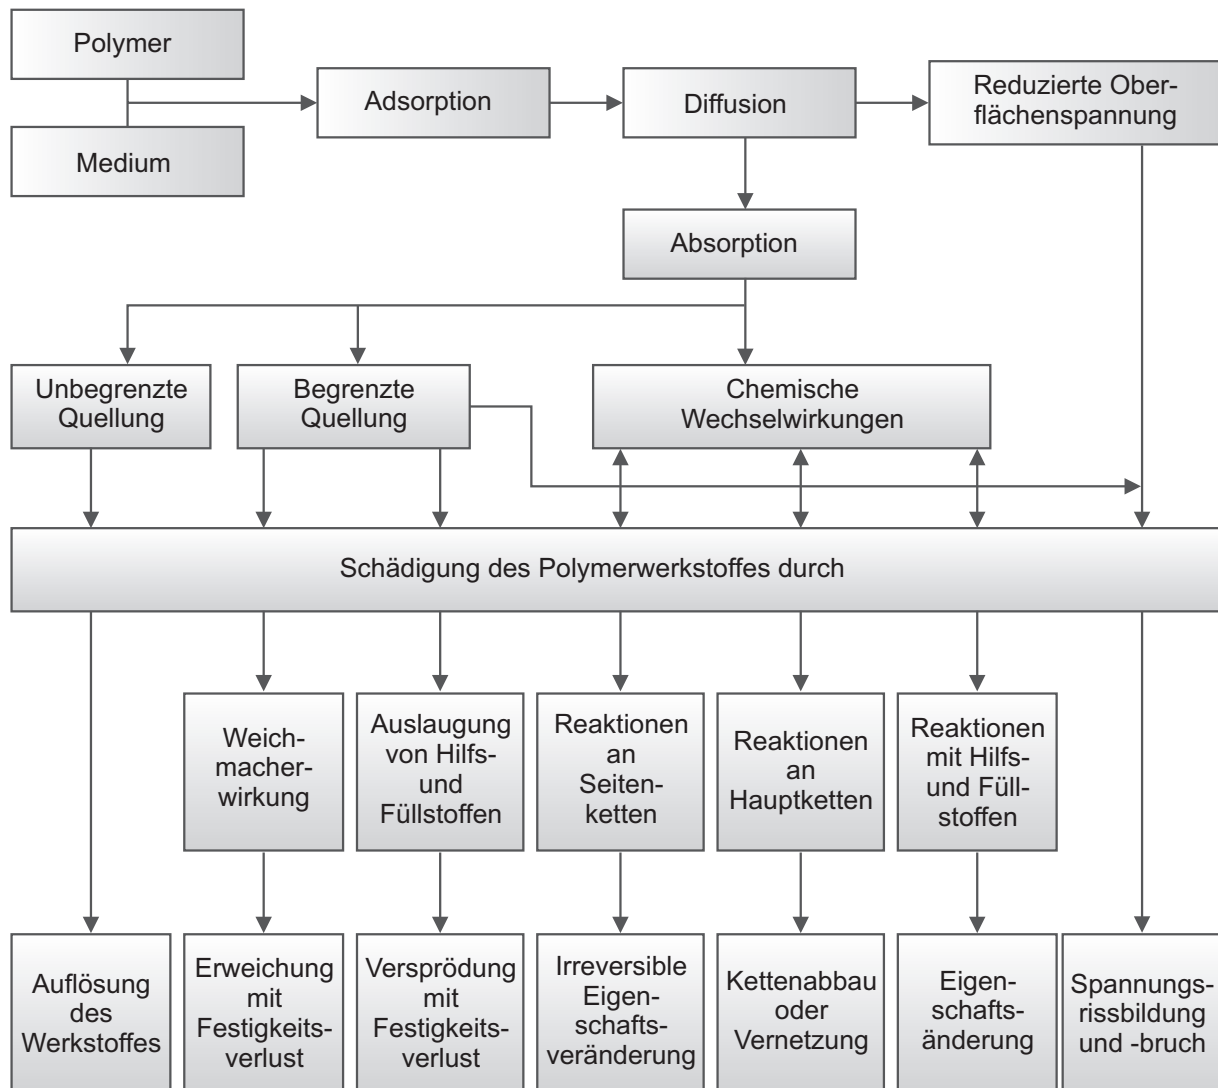 Polymer
Adsorption
Diffusion
Reduzierte Ober-
flächenspannung
Medium
Absorption
Unbegrenzte
Quellung
Begrenzte
Quellung
Chemische
Wechselwirkungen
Schädigung des Polymerwerkstoffes durch
Weich-
macher-
wirkung
Auslaugung
von Hilfs-
und
Füllstoffen
Reaktionen
an
Seiten-
ketten
Reaktionen
an
Hauptketten
Reaktionen
mit Hilfs-
und Füll-
stoffen
Auflösung
des
Werkstoffes
Erweichung
mit
Festigkeits-
verlust
Versprödung
mit
Festigkeits-
verlust
Irreversible
Eigen-
schafts-
veränderung
Kettenabbau
oder
Vernetzung
Eigen-
schafts-
änderung
Spannungs-
rissbildung
und -bruch